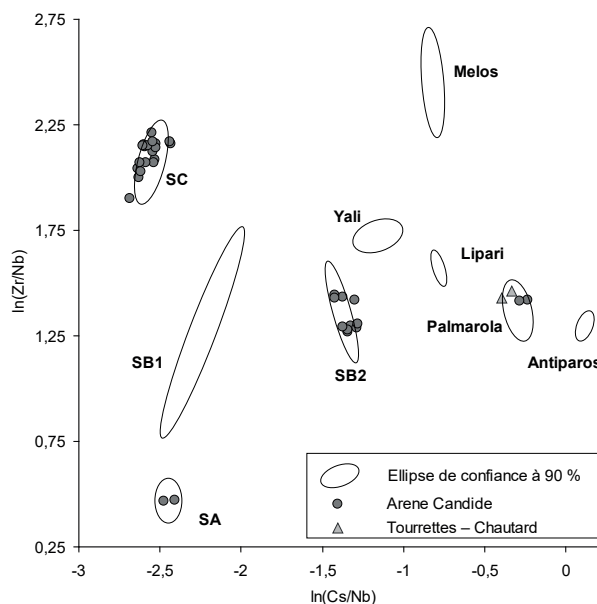 2,75
Melos
2,25
SC
Yali
1,75
Lipari
ln(Zr/Nb)
1,25
Palmarola
SB1
SB2
Antiparos
0,75
Ellipse de confiance à 90 %
Arene Candide
SA
Tourrettes – Chautard
0,25
-3
-2,5
-2
-1,5
-1
-0,5
0
ln(Cs/Nb)